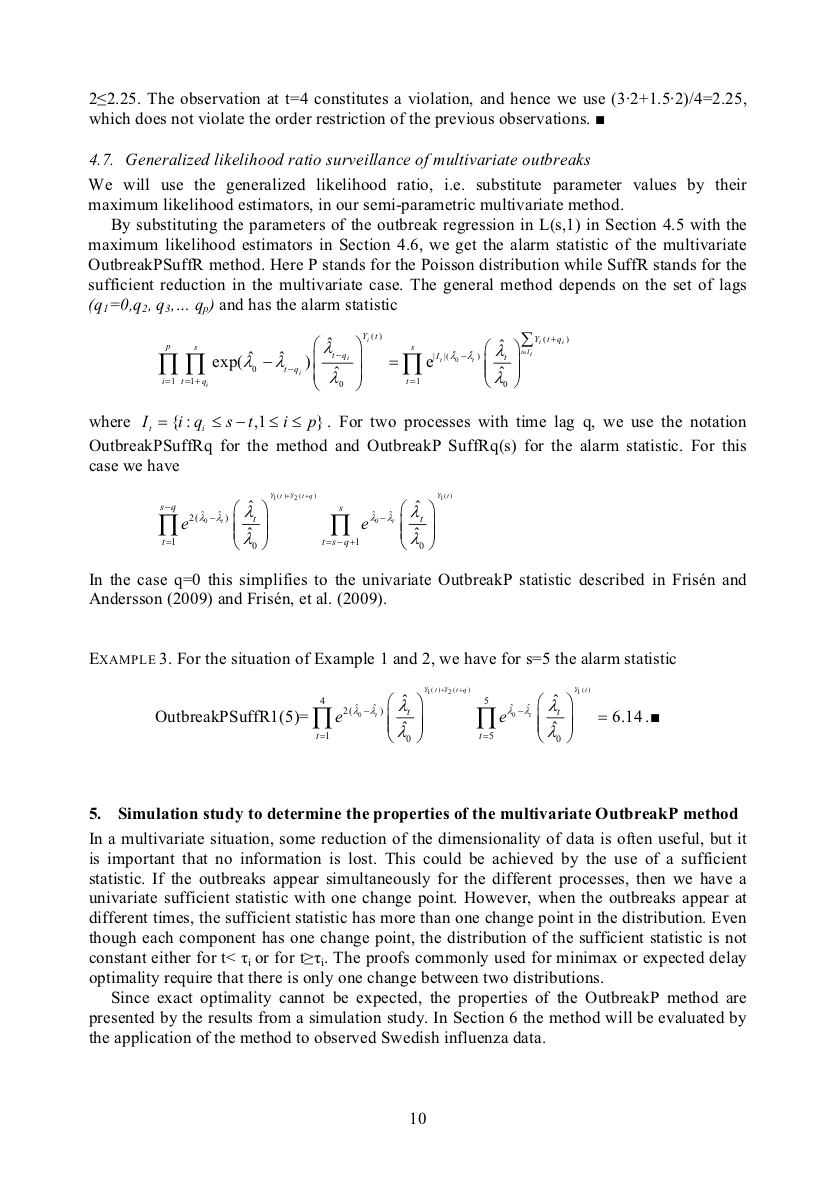 2≤2.25. The observation at t=4 constitutes a violation, and hence we use (3·2+1.5·2)/4=2.25,
which does not violate the order restriction of the previous observations. ■
4.7. Generalized likelihood ratio surveillance of multivariate outbreaks
We will use the generalized likelihood ratio, i.e. substitute parameter values by their
maximum likelihood estimators, in our semi-parametric multivariate method.
By substituting the parameters of the outbreak regression in L(s,1) in Section 4.5 with the
maximum likelihood estimators in Section 4.6, we get the alarm statistic of the multivariate
OutbreakPSuffR method. Here P stands for the Poisson distribution while SuffR stands for the
sufficient reduction in the multivariate case. The general method depends on the set of lags
(q₁=0,q₂, q₃,… qₚ) and has the alarm statistic
\prod_{i=1}^{p} \prod_{t=1+q_i}^{s} \exp(\hat{\lambda}_0 - \hat{\lambda}_{t-q_i}) \left( \frac{\hat{\lambda}_{t-q_i}}{\hat{\lambda}_0} \right)^{Y_i(t)} = \prod_{t=1}^{s} e^{|I_t|(\hat{\lambda}_0 - \hat{\lambda}_t)} \left( \frac{\hat{\lambda}_t}{\hat{\lambda}_0} \right)^{\sum_{i \in I_t} Y_i(t+q_i)}
where I_t = {i : q_i ≤ s − t, 1 ≤ i ≤ p} . For two processes with time lag q, we use the notation
OutbreakPSuffRq for the method and OutbreakP SuffRq(s) for the alarm statistic. For this
case we have
\prod_{t=1}^{s-q} e^{2(\hat{\lambda}_0 - \hat{\lambda}_t)} \left( \frac{\hat{\lambda}_t}{\hat{\lambda}_0} \right)^{Y_1(t)+Y_2(t+q)} \prod_{t=s-q+1}^{s} e^{\hat{\lambda}_0 - \hat{\lambda}_t} \left( \frac{\hat{\lambda}_t}{\hat{\lambda}_0} \right)^{Y_1(t)}
In the case q=0 this simplifies to the univariate OutbreakP statistic described in Frisén and
Andersson (2009) and Frisén, et al. (2009).
EXAMPLE 3. For the situation of Example 1 and 2, we have for s=5 the alarm statistic
OutbreakPSuffR1(5)= \prod_{t=1}^{4} e^{2(\hat{\lambda}_0 - \hat{\lambda}_t)} \left( \frac{\hat{\lambda}_t}{\hat{\lambda}_0} \right)^{Y_1(t)+Y_2(t+q)} \prod_{t=5}^{5} e^{\hat{\lambda}_0 - \hat{\lambda}_t} \left( \frac{\hat{\lambda}_t}{\hat{\lambda}_0} \right)^{Y_1(t)} = 6.14 .■
5. Simulation study to determine the properties of the multivariate OutbreakP method
In a multivariate situation, some reduction of the dimensionality of data is often useful, but it
is important that no information is lost. This could be achieved by the use of a sufficient
statistic. If the outbreaks appear simultaneously for the different processes, then we have a
univariate sufficient statistic with one change point. However, when the outbreaks appear at
different times, the sufficient statistic has more than one change point in the distribution. Even
though each component has one change point, the distribution of the sufficient statistic is not
constant either for t< τᵢ or for t≥τᵢ. The proofs commonly used for minimax or expected delay
optimality require that there is only one change between two distributions.
Since exact optimality cannot be expected, the properties of the OutbreakP method are
presented by the results from a simulation study. In Section 6 the method will be evaluated by
the application of the method to observed Swedish influenza data.
10